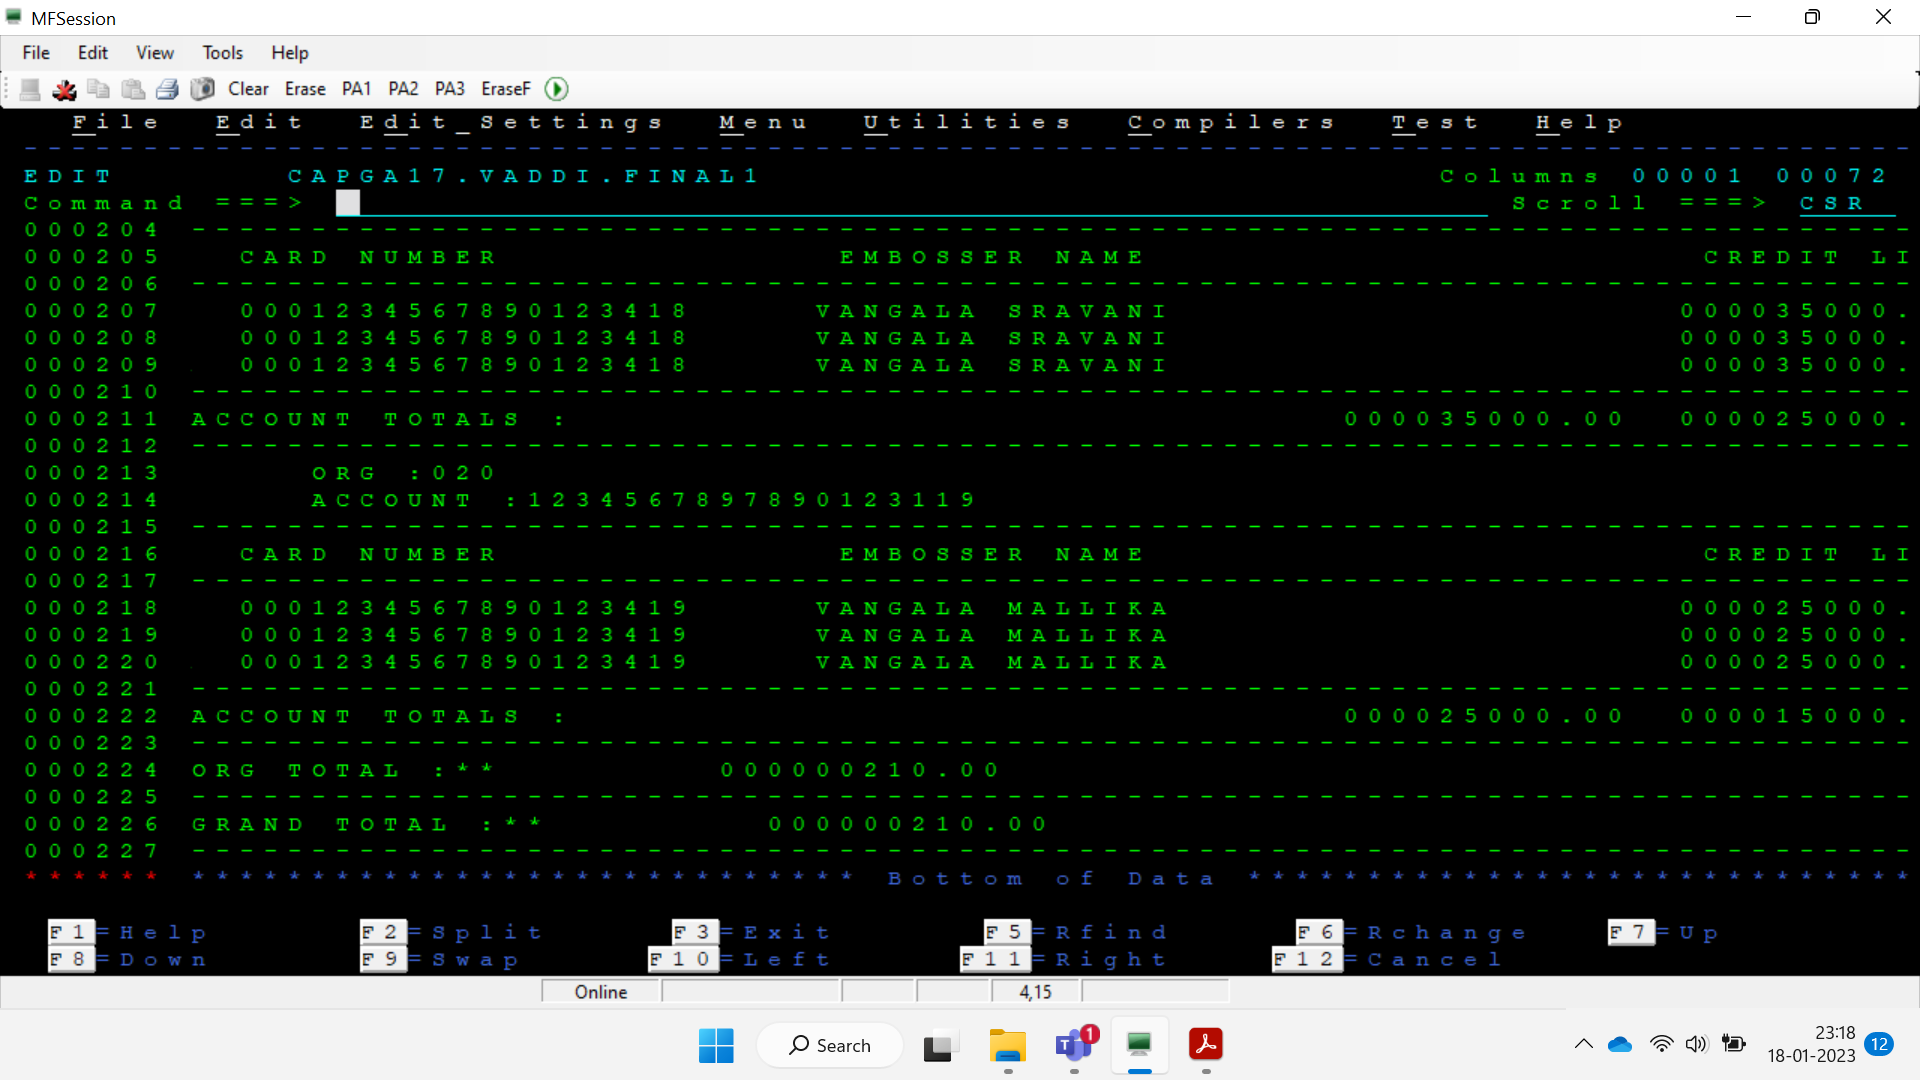 MFSession
File Edit View Tools Help
Clear Erase PA1 PA2 PA3 EraseF
File Edit Edit_Settings Menu Utilities Compilers Test Help
--------------------------------------------------------------------------------
EDIT CAPGA17.VADDI.FINAL1 Columns 00001 00072
Command ===> Scroll ===> CSR
000204 ------------------------------------------------------------------------
000205 CARD NUMBER EMBOSSER NAME CREDIT LI
000206 ------------------------------------------------------------------------
000207 0001234567890123418 VANGALA SRAVANI 000035000.
000208 0001234567890123418 VANGALA SRAVANI 000035000.
000209 0001234567890123418 VANGALA SRAVANI 000035000.
000210 ------------------------------------------------------------------------
000211 ACCOUNT TOTALS : 000035000.00 000025000.
000212 ------------------------------------------------------------------------
000213 ORG :020
000214 ACCOUNT :1234567897890123119
000215 ------------------------------------------------------------------------
000216 CARD NUMBER EMBOSSER NAME CREDIT LI
000217 ------------------------------------------------------------------------
000218 0001234567890123419 VANGALA MALLIKA 000025000.
000219 0001234567890123419 VANGALA MALLIKA 000025000.
000220 0001234567890123419 VANGALA MALLIKA 000025000.
000221 ------------------------------------------------------------------------
000222 ACCOUNT TOTALS : 000025000.00 000015000.
000223 ------------------------------------------------------------------------
000224 ORG TOTAL :** 000000210.00
000225 ------------------------------------------------------------------------
000226 GRAND TOTAL :** 000000210.00
000227 ------------------------------------------------------------------------
****** **************************** Bottom of Data ****************************
F1=Help F2=Split F3=Exit F5=Rfind F6=Rchange F7=Up
F8=Down F9=Swap F10=Left F11=Right F12=Cancel
Online 4,15
Search T 1 23:18 12
18-01-2023